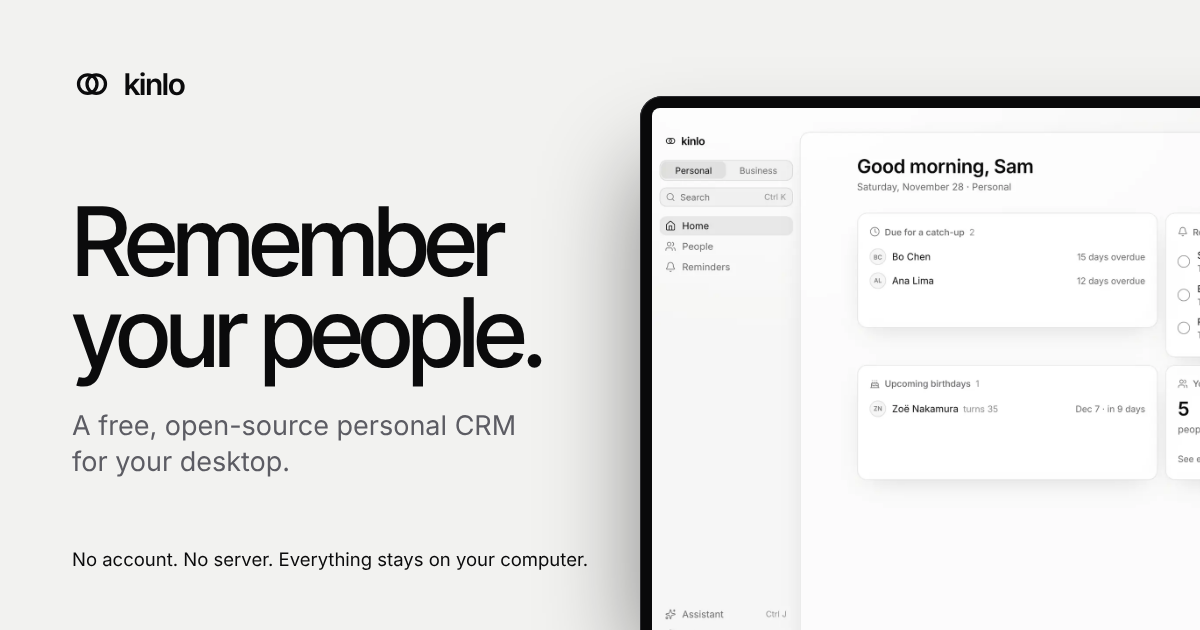 kinlo
Remember
your people.
A free, open-source personal CRM
for your desktop.
No account. No server. Everything stays on your computer.
kinlo
Personal Business
Search Ctrl K
Home
People
Reminders
Assistant Ctrl J
Good morning, Sam
Saturday, November 28 · Personal
Due for a catch-up 2
BC Bo Chen 15 days overdue
AL Ana Lima 12 days overdue
Upcoming birthdays 1
ZN Zoë Nakamura turns 35 Dec 7 · in 9 days
5
See